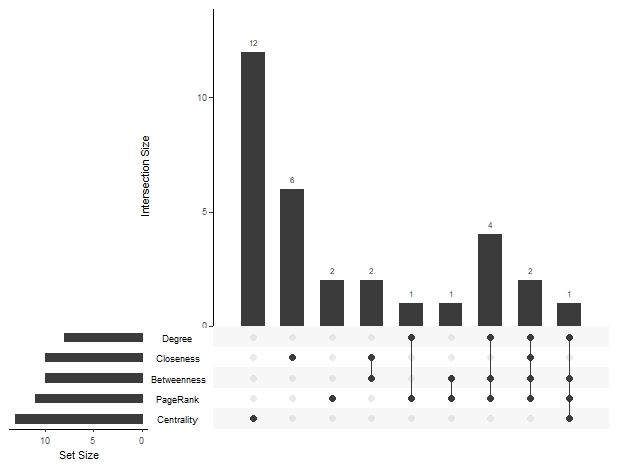 12
10
6
Intersection Size
5
4
2
2
2
1
1
1
0
Degree
Closeness
Betweenness
PageRank
Centrality
10
5
0
Set Size